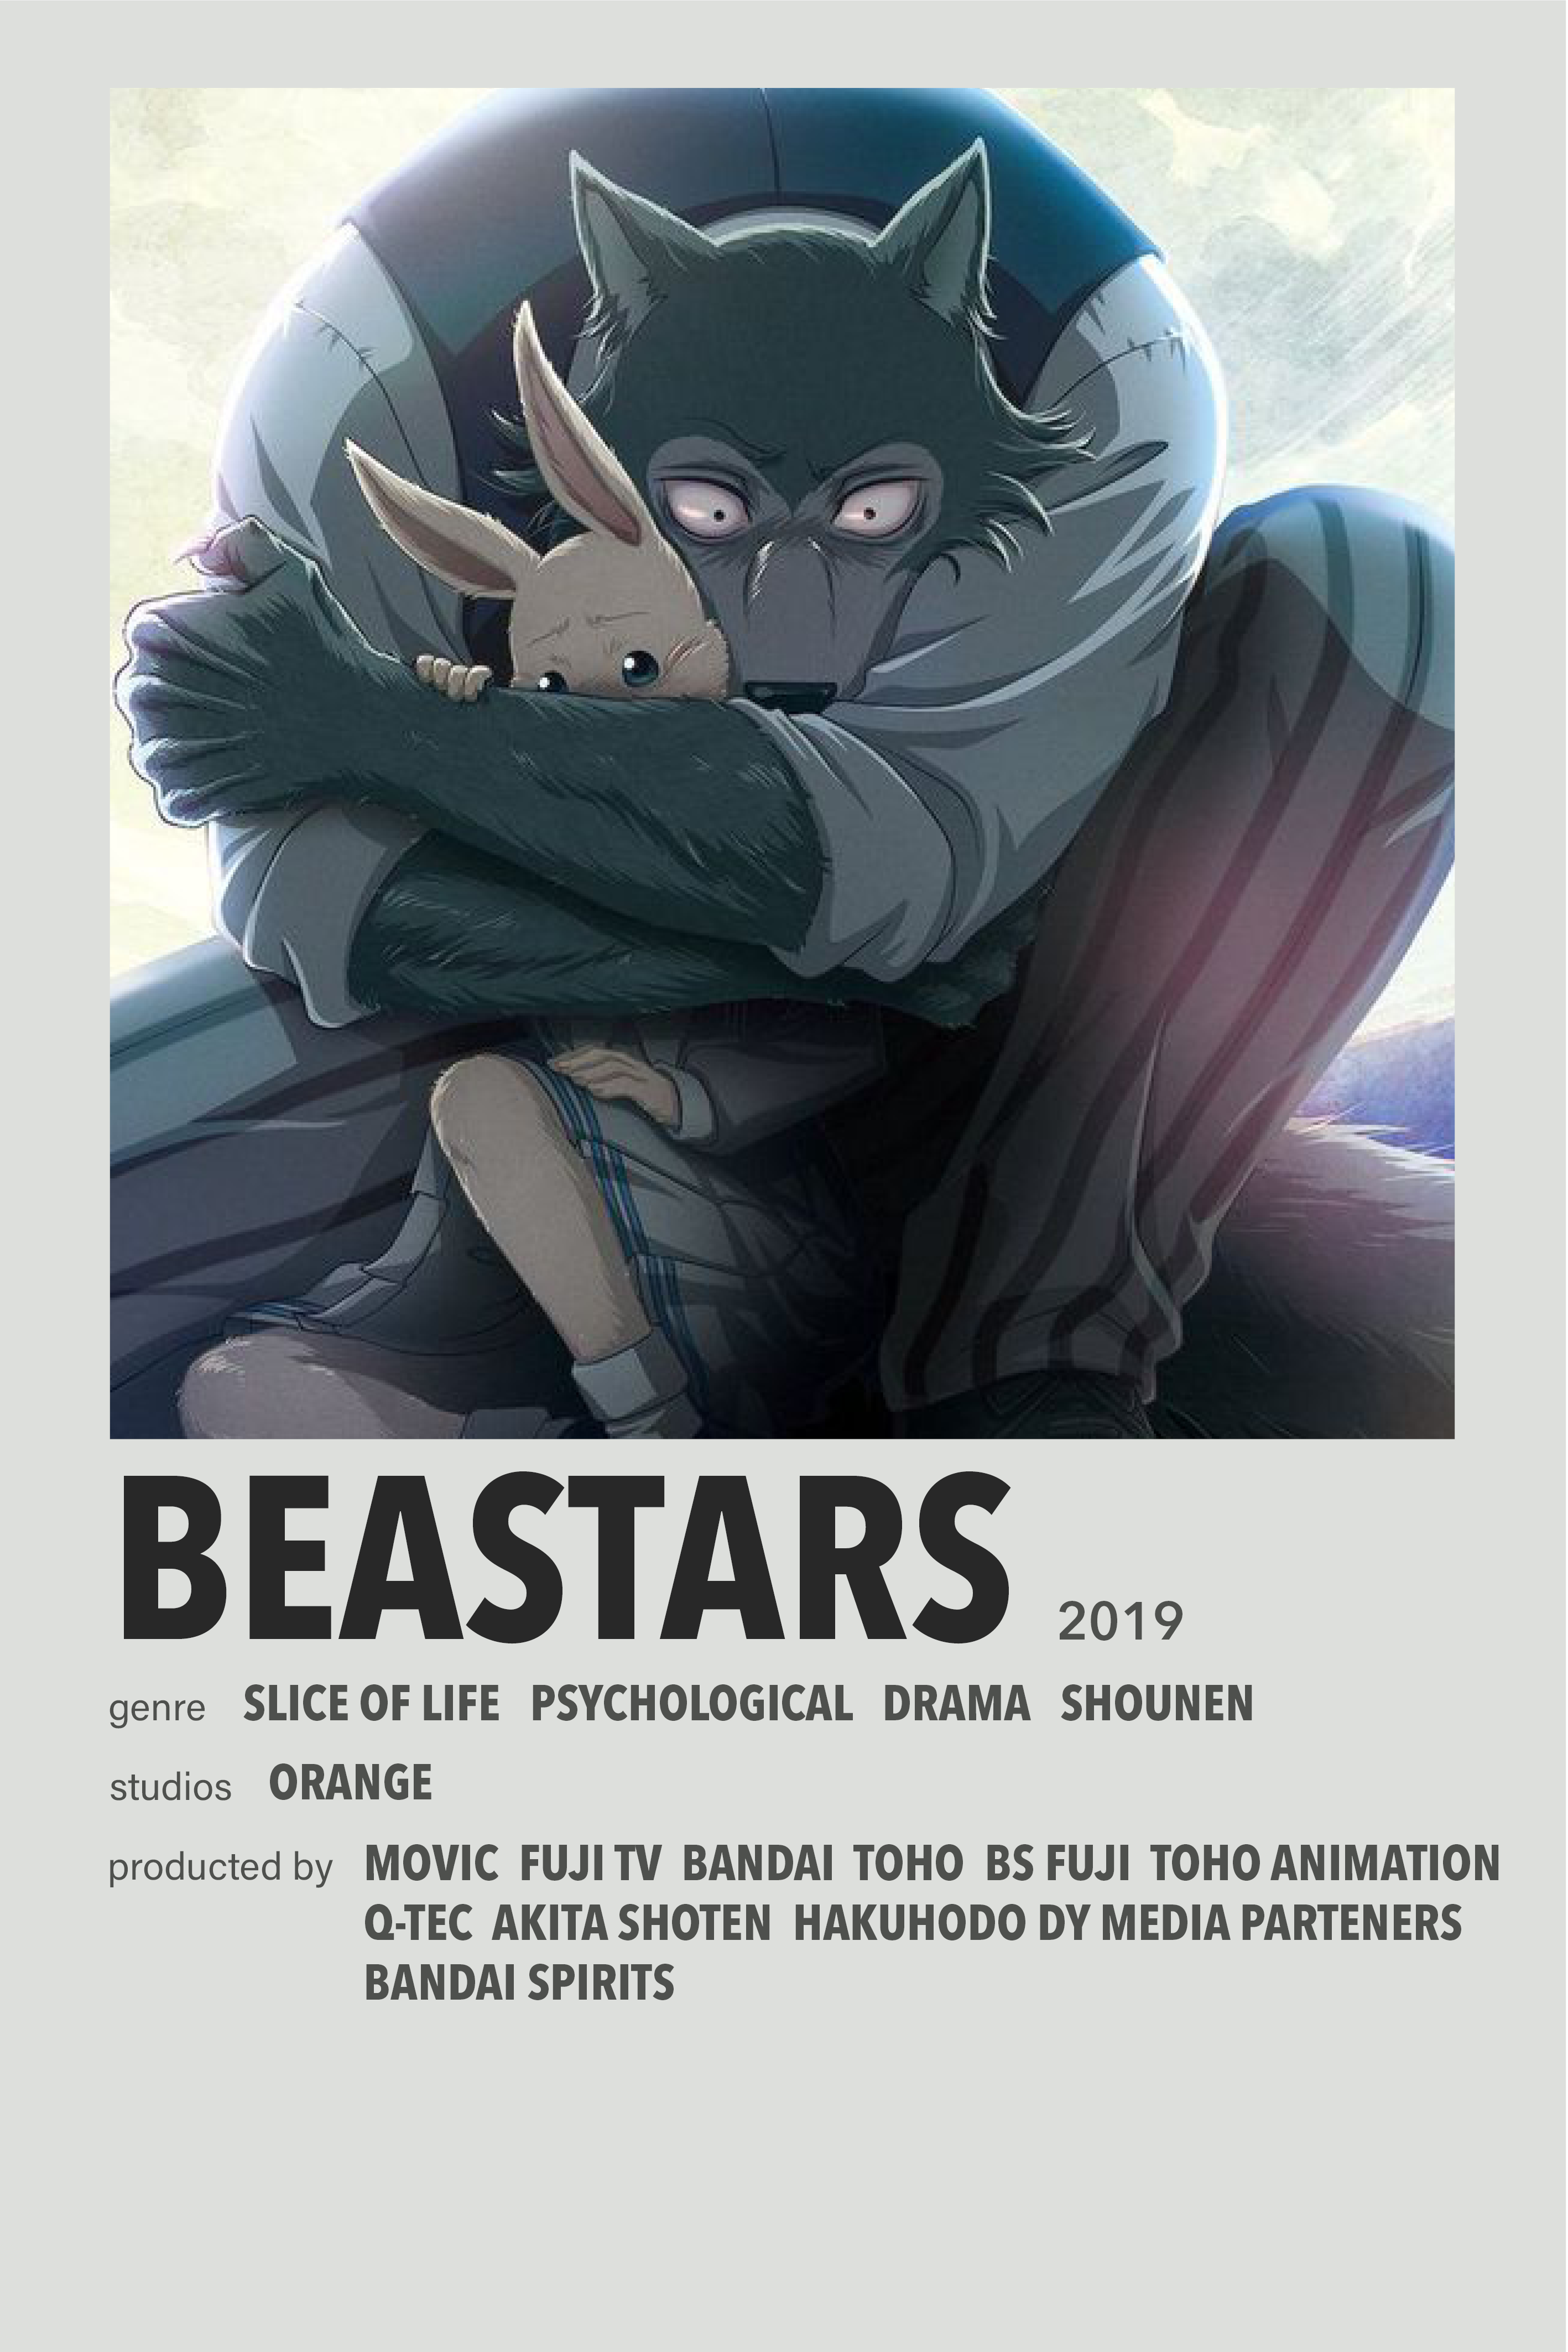 BEASTARS 2019
genre SLICE OF LIFE PSYCHOLOGICAL DRAMA SHOUNEN
studios ORANGE
producted by MOVIC FUJI TV BANDAI TOHO BS FUJI TOHO ANIMATION
Q-TEC AKITA SHOTEN HAKUHODO DY MEDIA PARTENERS
BANDAI SPIRITS